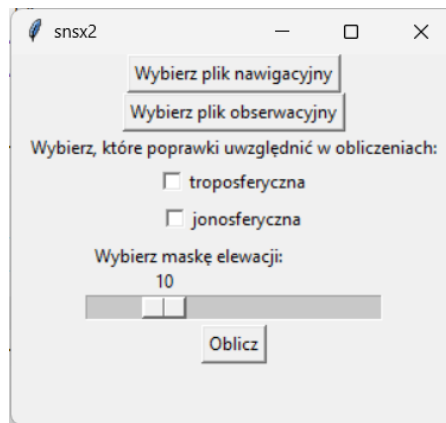 snsx2
Wybierz plik nawigacyjny
Wybierz plik obserwacyjny
Wybierz, które poprawki uwzględnić w obliczeniach:
troposferyczna
jonosferyczna
Wybierz maskę elewacji:
10
Oblicz